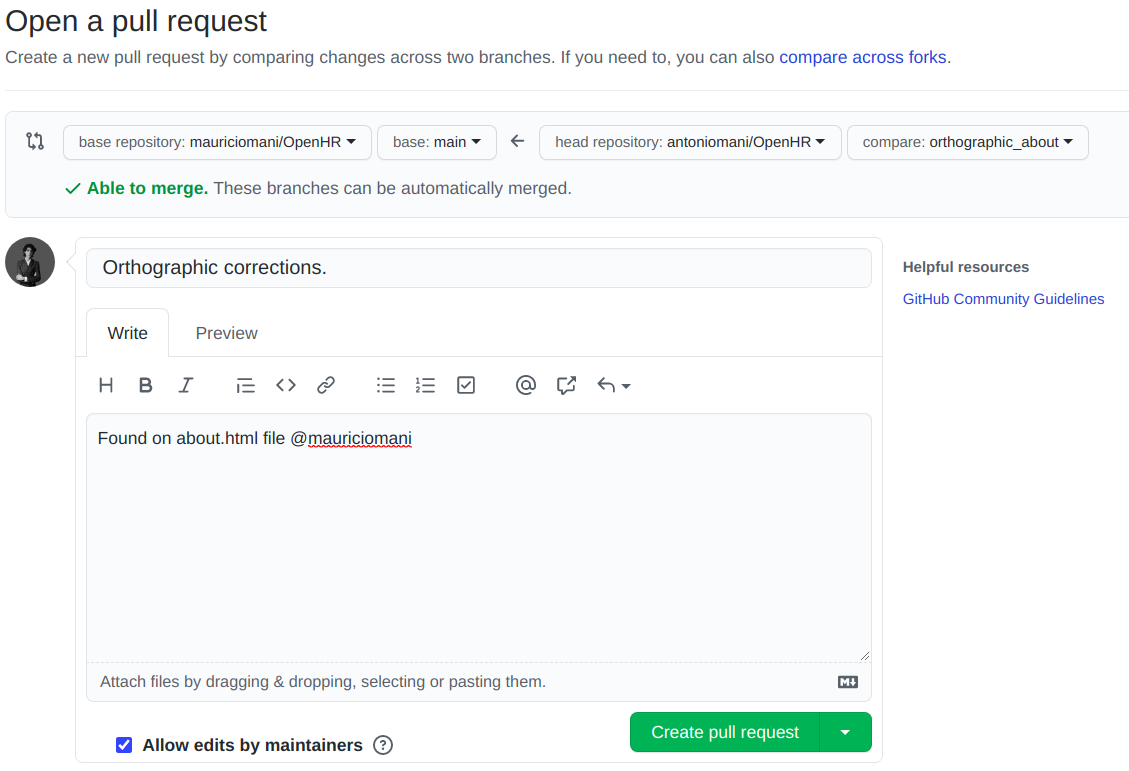 Open a pull request
Create a new pull request by comparing changes across two branches. If you need to, you can also compare across forks.
base repository: mauriciomani/OpenHR base: main head repository: antoniomani/OpenHR compare: orthographic_about
Able to merge. These branches can be automatically merged.
Orthographic corrections.
Helpful resources
GitHub Community Guidelines
Write Preview
Found on about.html file @mauriciomani
Attach files by dragging & dropping, selecting or pasting them.
Allow edits by maintainers
Create pull request